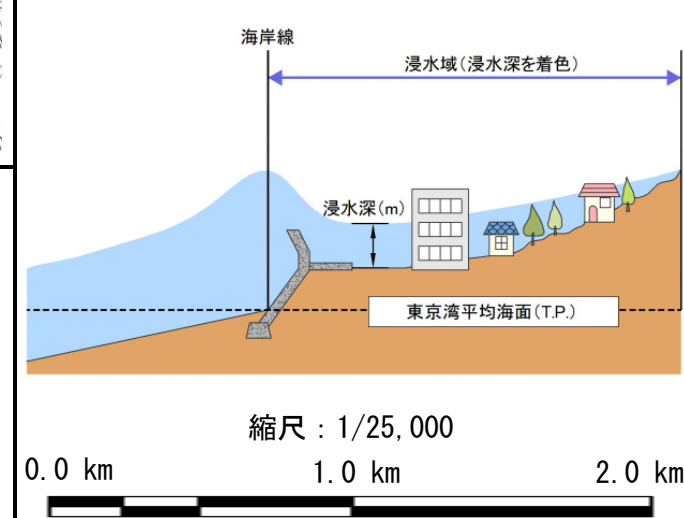 海岸線
浸水域(浸水深を着色)
浸水深(m)
東京湾平均海面(T.P.)
縮尺：1/25,000
0.0 km 1.0 km 2.0 km